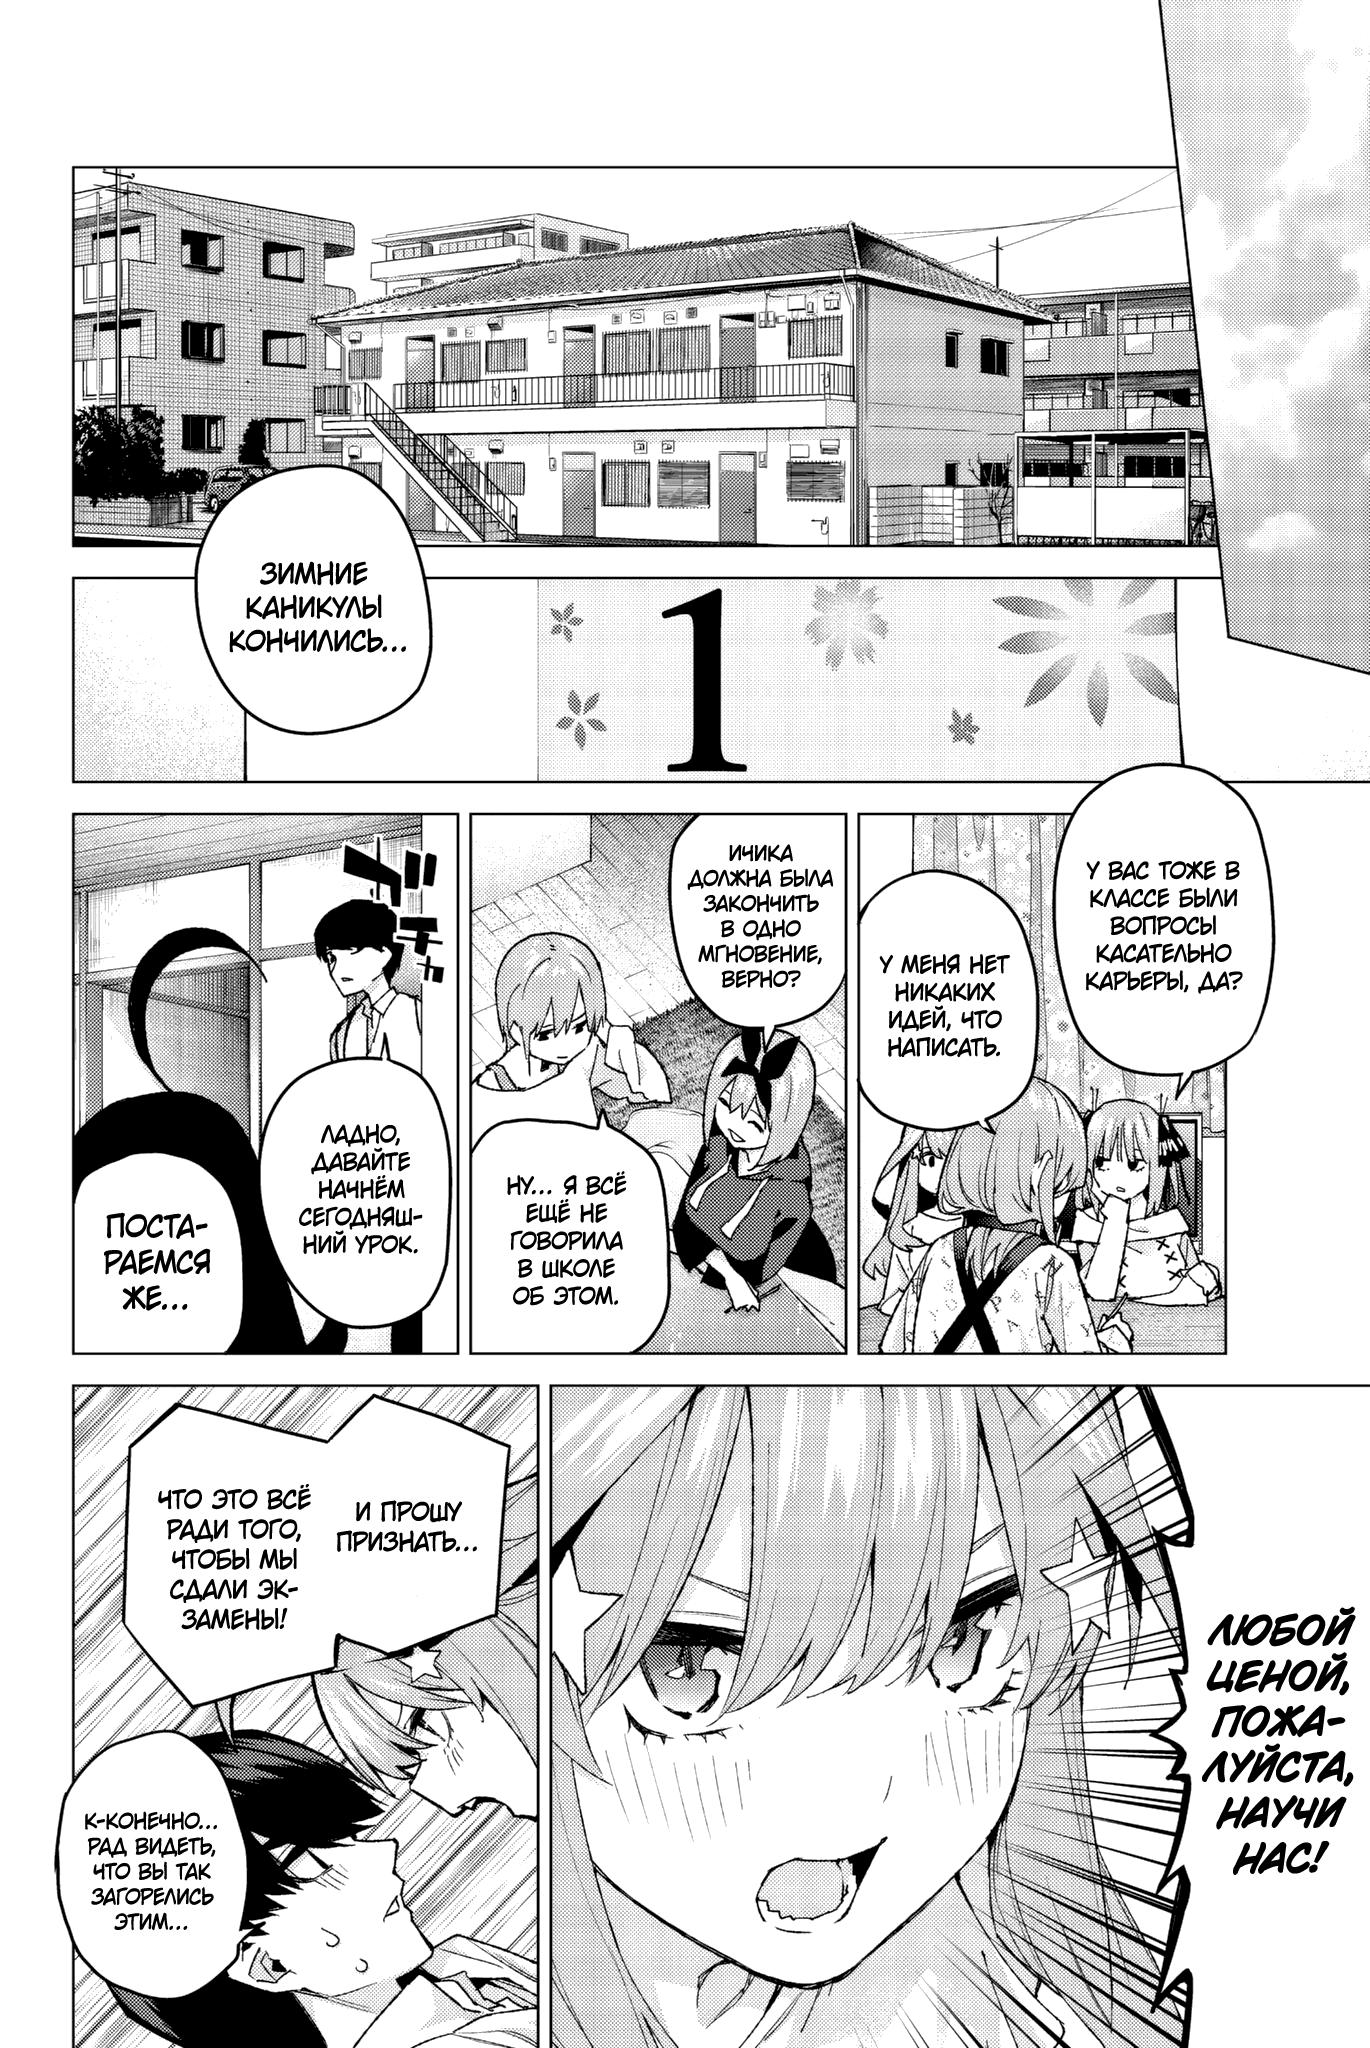 ЗИМНИЕ
КАНИКУЛЫ
КОНЧИЛИСЬ...
1
У ВАС ТОЖЕ В
КЛАССЕ БЫЛИ
ВОПРОСЫ
КАСАТЕЛЬНО
КАРЬЕРЫ, ДА?
У МЕНЯ НЕТ
НИКАКИХ
ИДЕЙ, ЧТО
НАПИСАТЬ.
ИЧИКА
ДОЛЖНА БЫЛА
ЗАКОНЧИТЬ
В ОДНО
МГНОВЕНИЕ,
ВЕРНО?
НУ... Я ВСЁ
ЕЩЁ НЕ
ГОВОРИЛА
В ШКОЛЕ
ОБ ЭТОМ.
ЛАДНО,
ДАВАЙТЕ
НАЧНЁМ
СЕГОДНЯШ-
НИЙ УРОК.
ПОСТА-
РАЕМСЯ
ЖЕ...
ЛЮБОЙ
ЦЕНОЙ,
ПОЖА-
ЛУЙСТА,
НАУЧИ
НАС!
И ПРОШУ
ПРИЗНАТЬ...
ЧТО ЭТО ВСЁ
РАДИ ТОГО,
ЧТОБЫ МЫ
СДАЛИ ЭК-
ЗАМЕНЫ!
К-КОНЕЧНО...
РАД ВИДЕТЬ,
ЧТО ВЫ ТАК
ЗАГОРЕЛИСЬ
ЭТИМ...